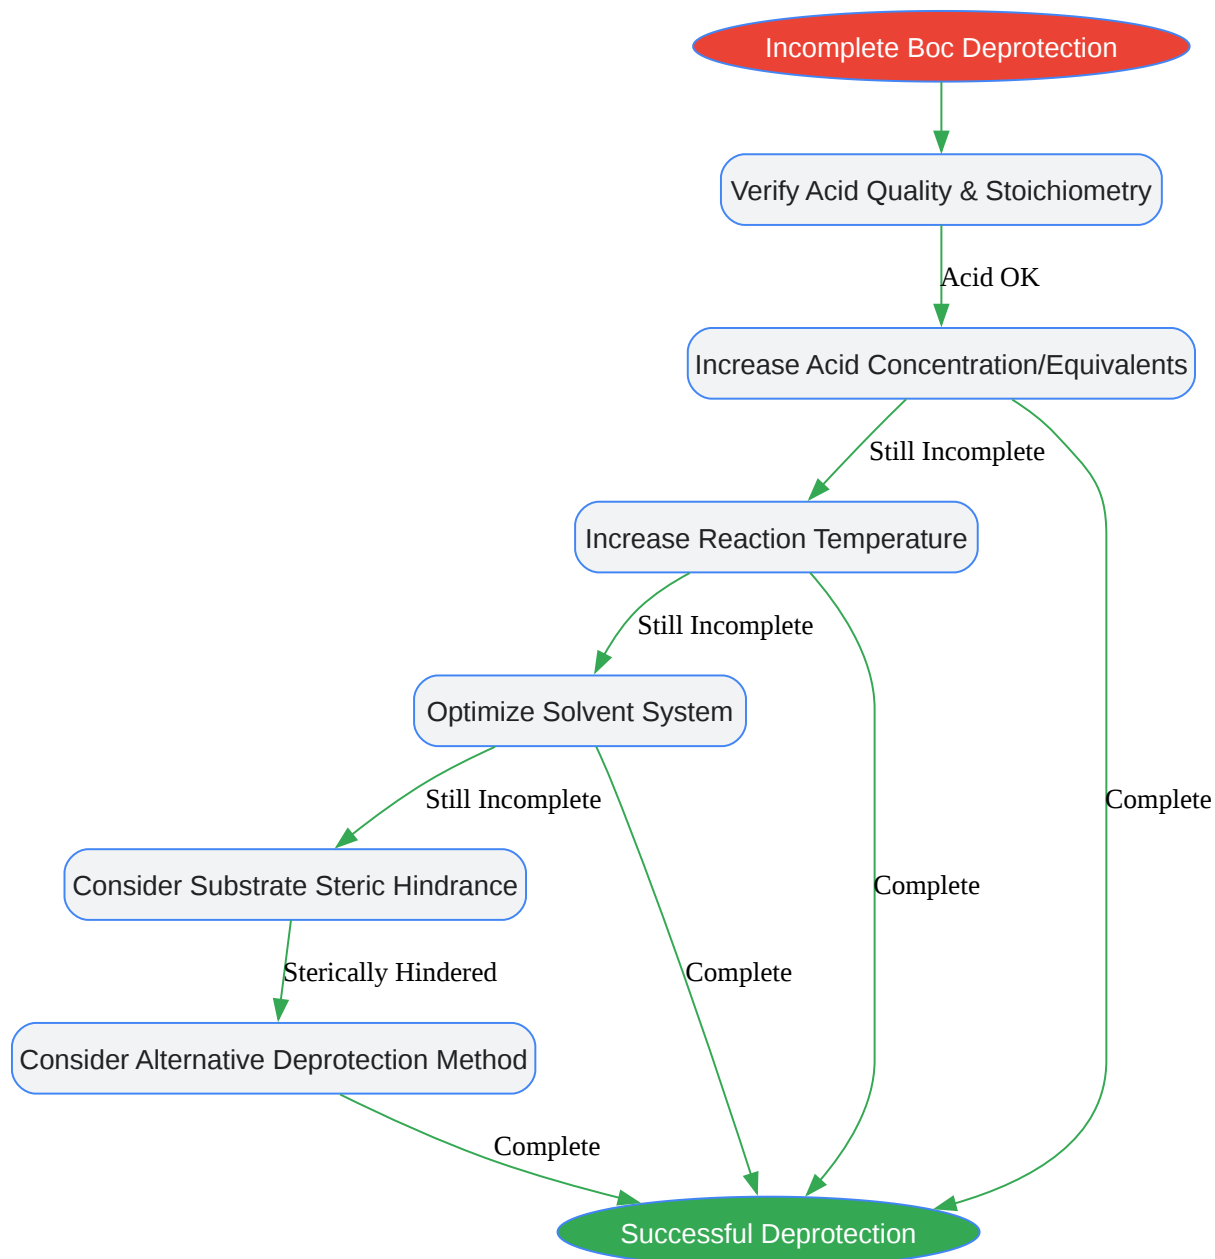 Incomplete Boc Deprotection
Verify Acid Quality & Stoichiometry
Acid OK
Increase Acid Concentration/Equivalents
Still Incomplete
Increase Reaction Temperature
Still Incomplete
Optimize Solvent System
Still Incomplete
Complete
Consider Substrate Steric Hindrance
Complete
Sterically Hindered
Complete
Consider Alternative Deprotection Method
Complete
Successful Deprotection